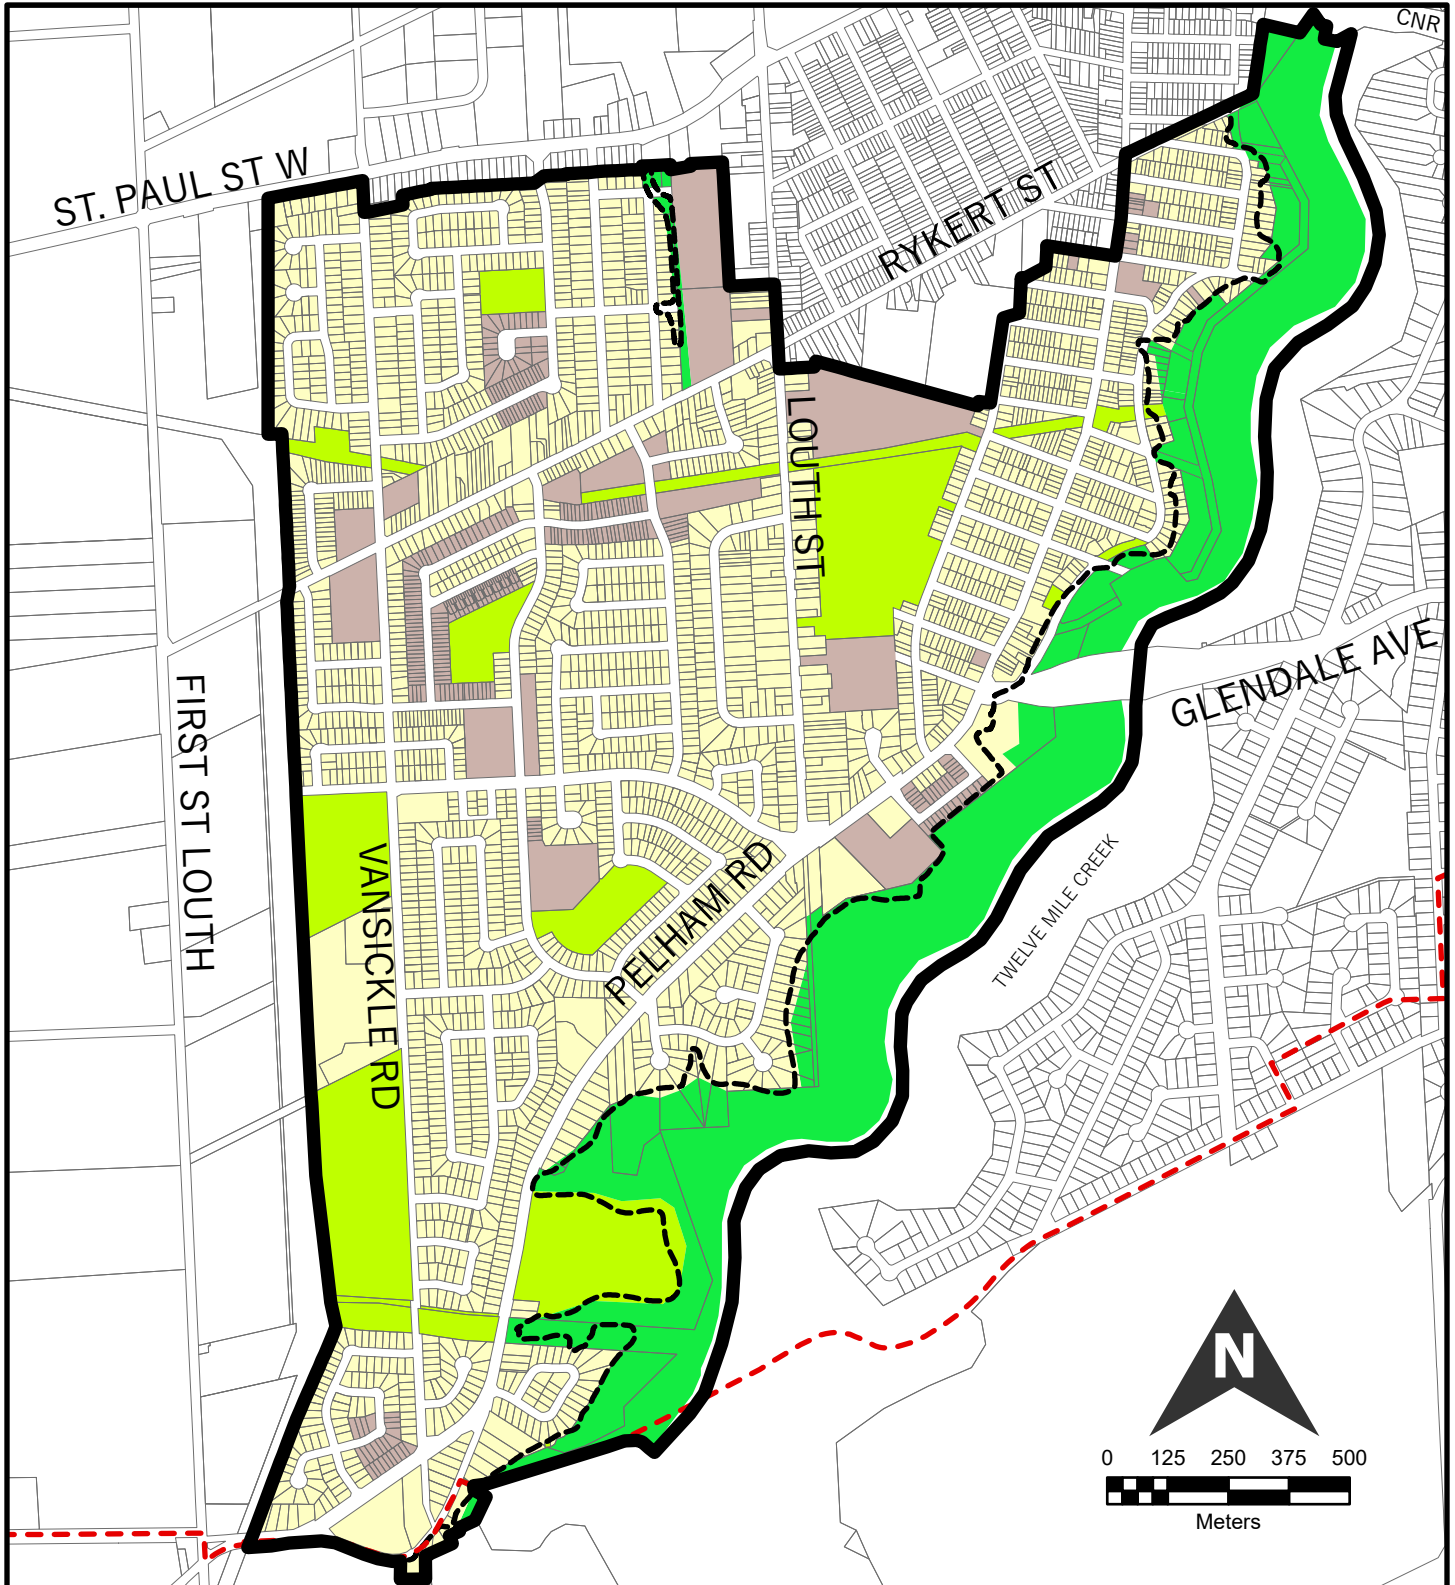 CNR
ST. PAUL ST W
RYKERT ST
LOUTH ST
GLENDALE AVE
FIRST ST LOUTH
VANSICKLE RD
PELHAM RD
TWELVE MILE CREEK
N
0 125 250 375 500
Meters